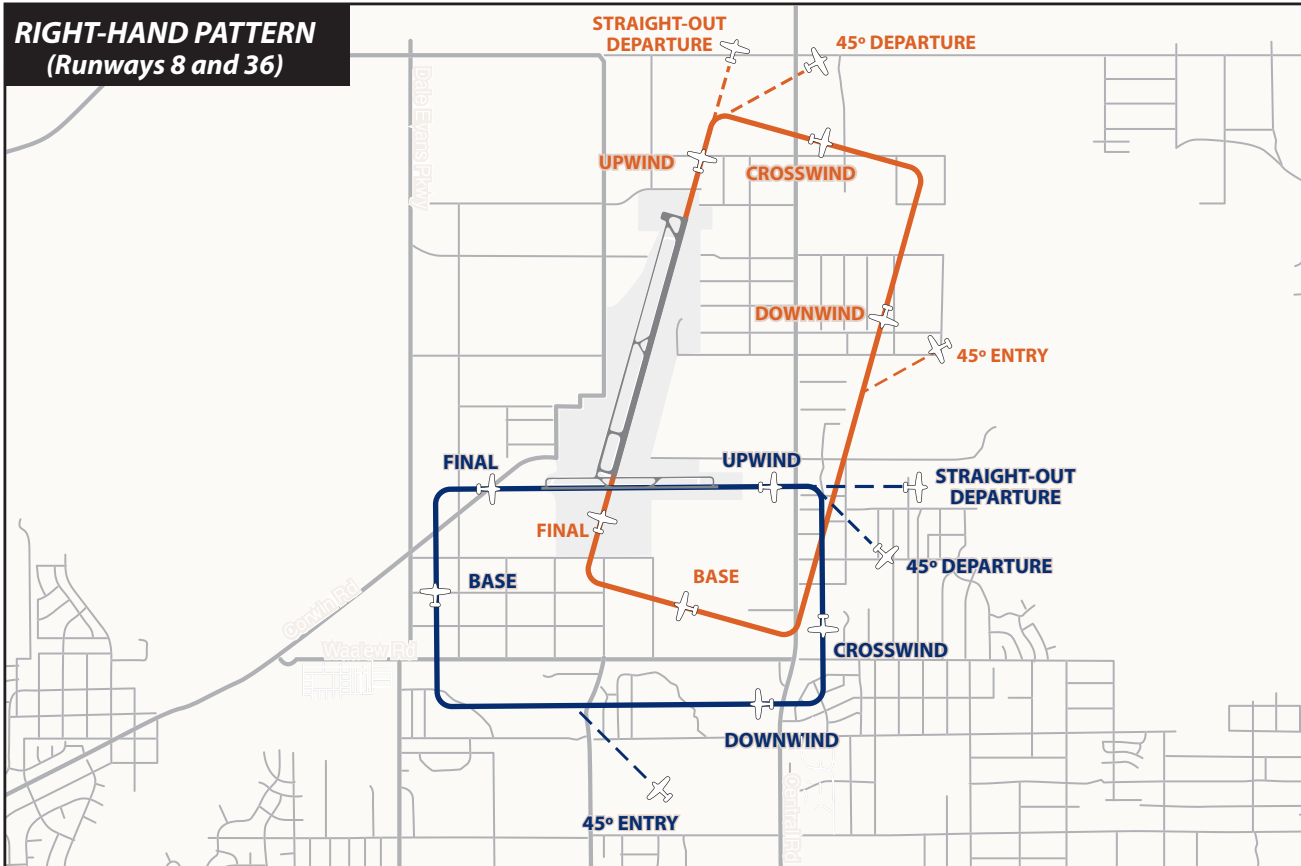 RIGHT-HAND PATTERN
(Runways 8 and 36)
STRAIGHT-OUT
DEPARTURE
45º DEPARTURE
Dale Evans Pkwy
UPWIND
CROSSWIND
DOWNWIND
45º ENTRY
FINAL
UPWIND
STRAIGHT-OUT
DEPARTURE
FINAL
45º DEPARTURE
BASE
BASE
Corwin Rd
Waalew Rd
CROSSWIND
DOWNWIND
Central Rd
45º ENTRY